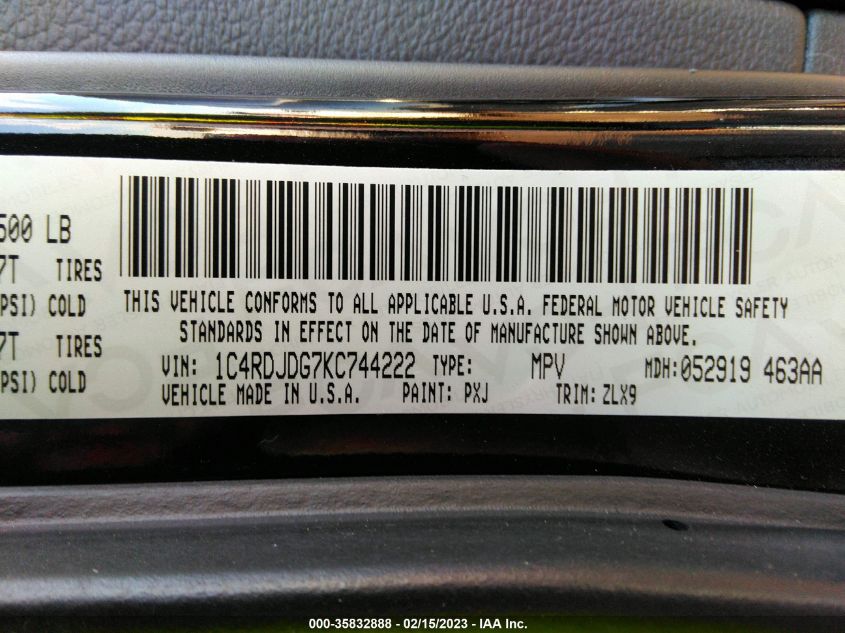 500 LB
7T TIRES
PSI) COLD
7T TIRES
PSI) COLD
THIS VEHICLE CONFORMS TO ALL APPLICABLE U.S.A. FEDERAL MOTOR VEHICLE SAFETY
STANDARDS IN EFFECT ON THE DATE OF MANUFACTURE SHOWN ABOVE.
VIN: 1C4RDJDG7KC744222 TYPE: MPV MDH:052919 463AA
VEHICLE MADE IN U.S.A. PAINT: PXJ TRIM: ZLX9
000-35832888 - 02/15/2023 - IAA Inc.